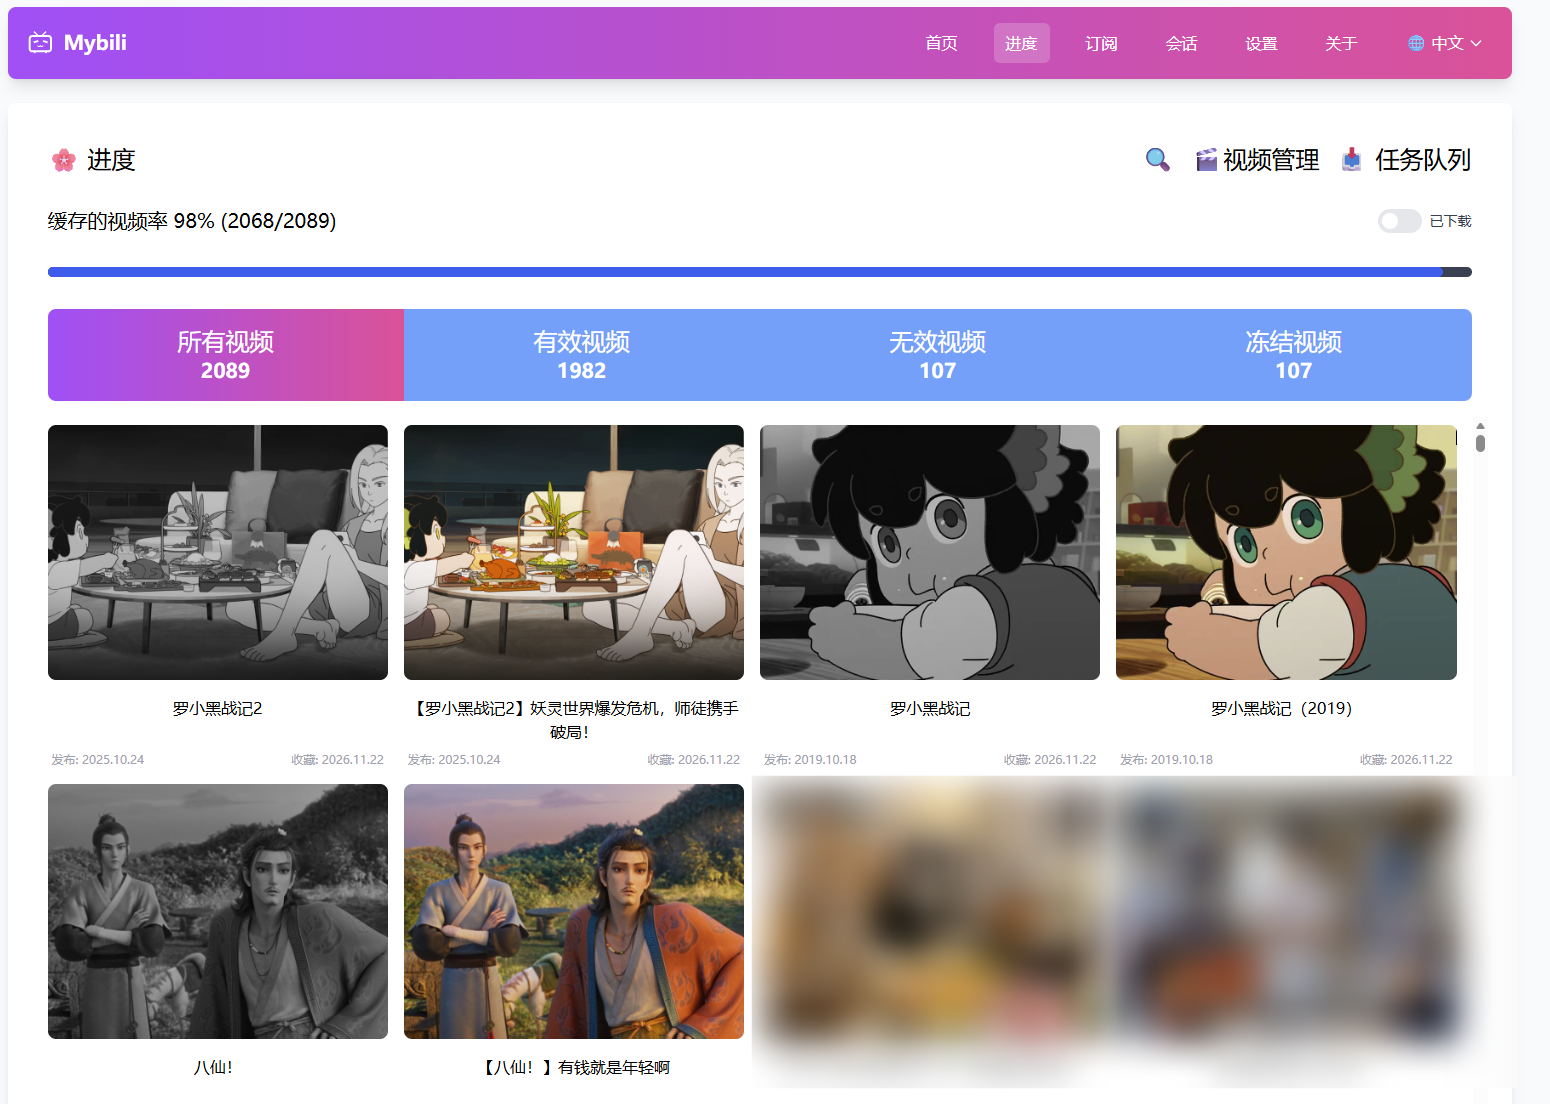 Mybili
首页
进度
订阅
会话
设置
关于
中文
进度
视频管理
任务队列
缓存的视频率 98% (2068/2089)
已下载
所有视频
2089
有效视频
1982
无效视频
107
冻结视频
107
罗小黑战记2
发布: 2025.10.24
收藏: 2026.11.22
【罗小黑战记2】妖灵世界爆发危机，师徒携手
破局！
发布: 2025.10.24
收藏: 2026.11.22
罗小黑战记
发布: 2019.10.18
收藏: 2026.11.22
罗小黑战记（2019）
发布: 2019.10.18
收藏: 2026.11.22
八仙！
【八仙！】有钱就是年轻啊